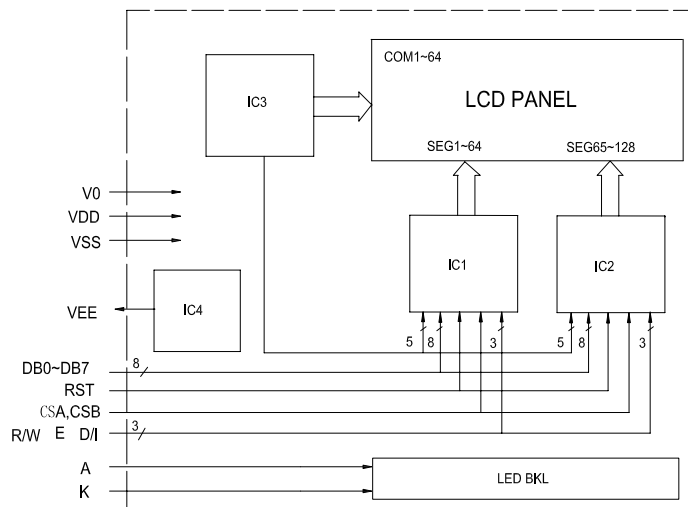 COM1~64
IC3
LCD PANEL
SEG1~64 SEG65~128
V0
VDD
VSS
IC1 IC2
IC4
VEE
5 8 3 5 8 3
DB0~DB7 8
RST
CSA,CSB
R/W E D/I 3
A
LED BKL
K